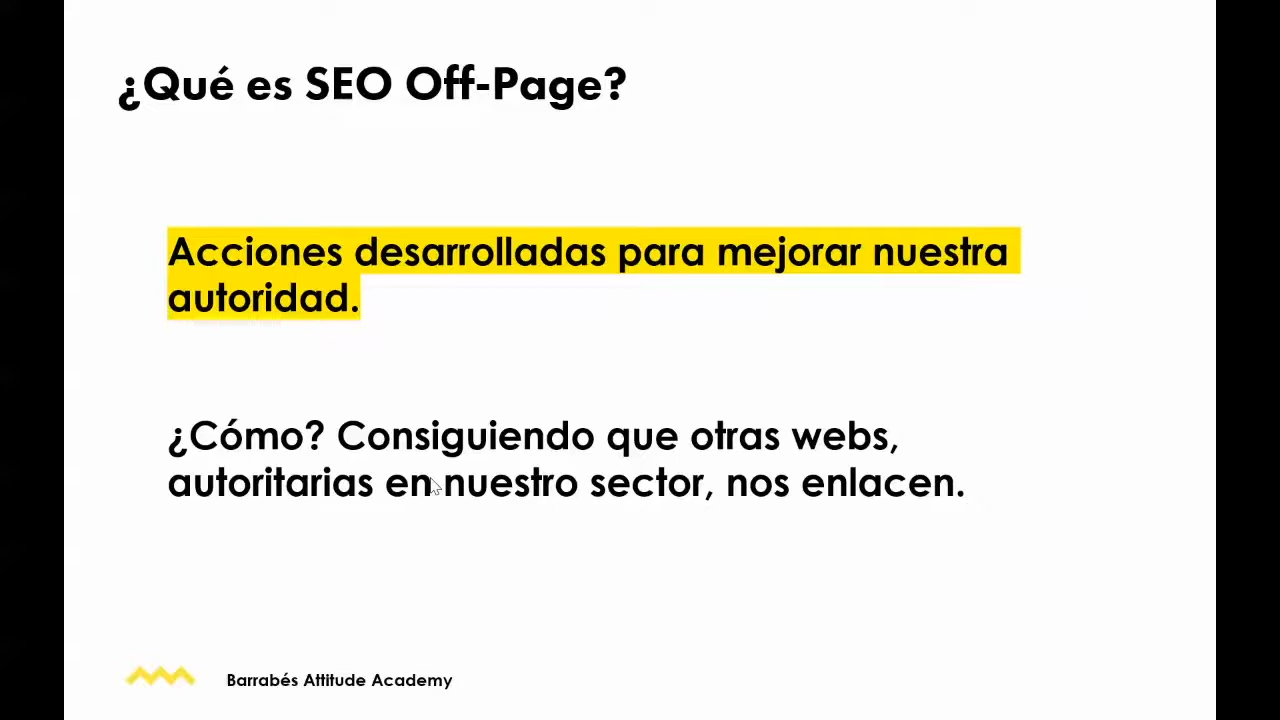 ¿Qué es SEO Off-Page?
Acciones desarrolladas para mejorar nuestra
autoridad.
¿Cómo? Consiguiendo que otras webs,
autoritarias en nuestro sector, nos enlacen.
Barrabés Attitude Academy